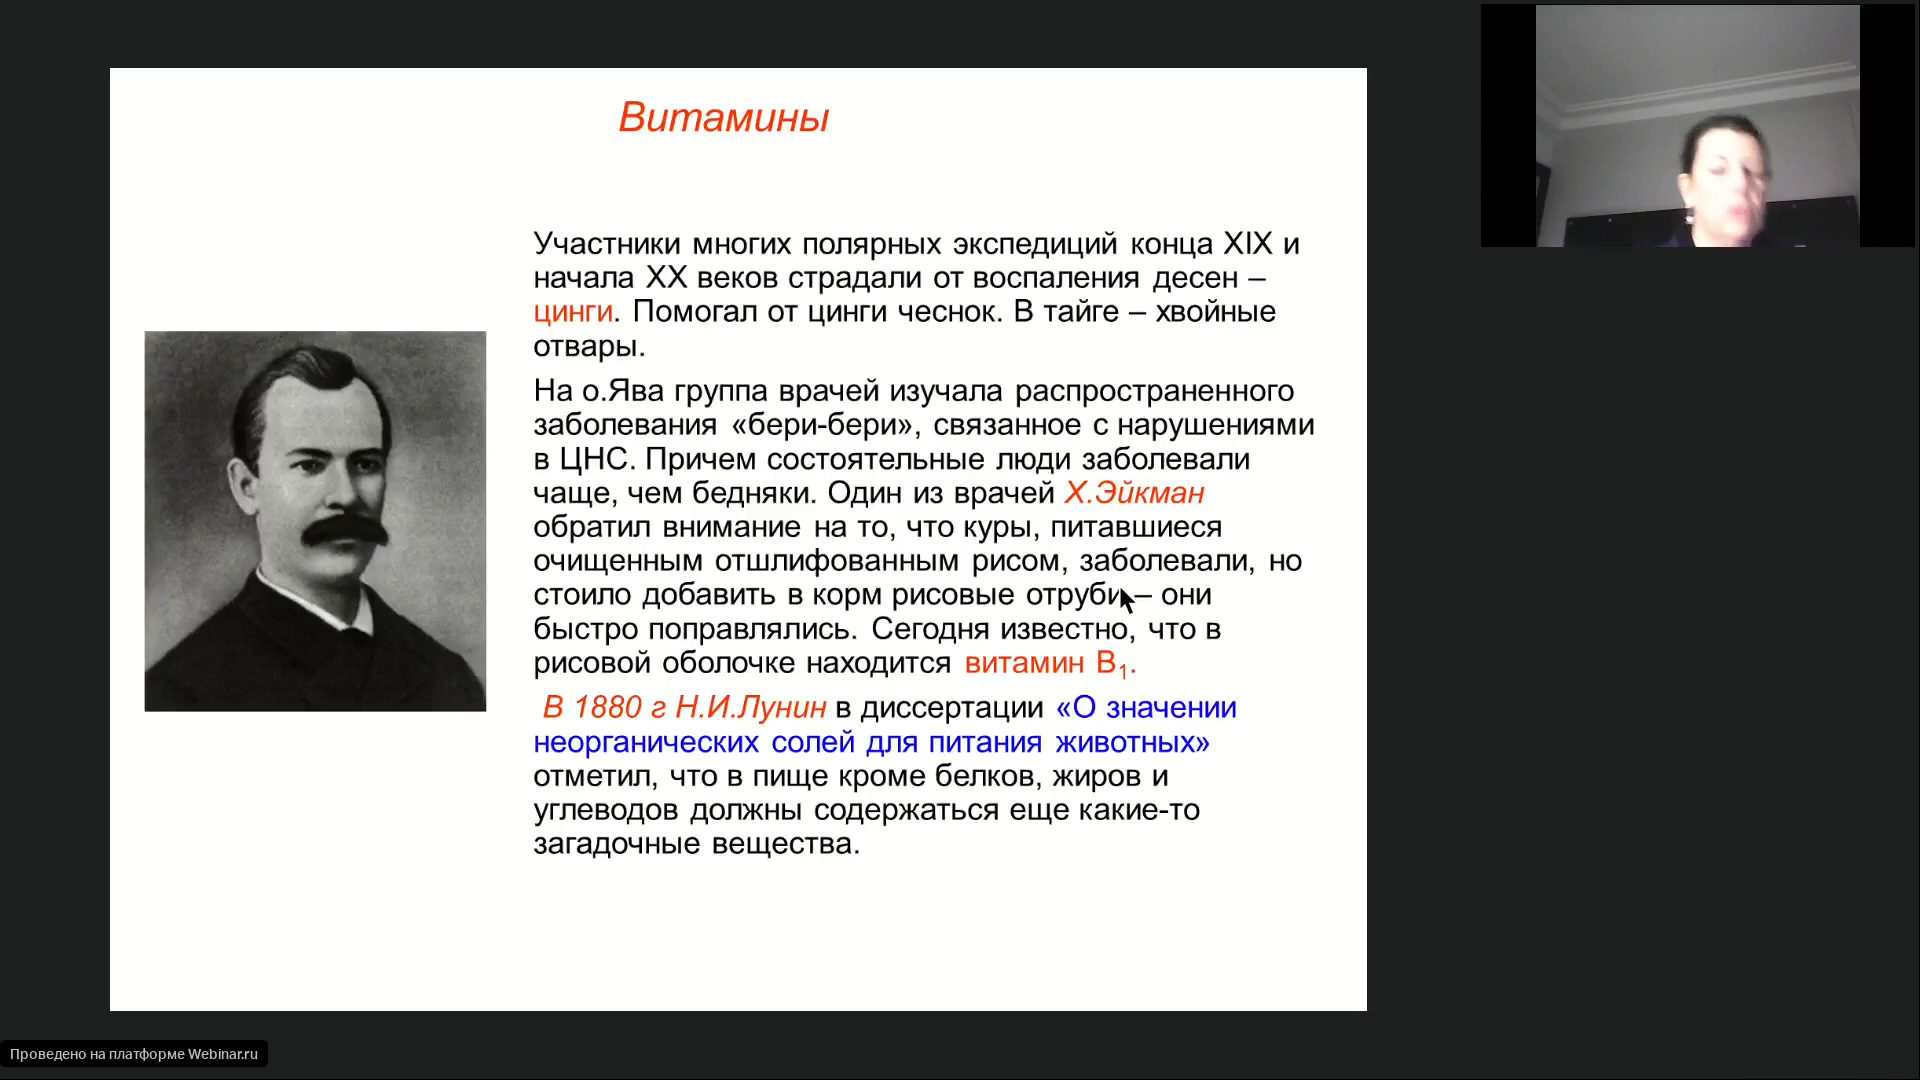 Витамины
Участники многих полярных экспедиций конца XIX и
начала XX веков страдали от воспаления десен –
цинги. Помогал от цинги чеснок. В тайге – хвойные
отвары.
На о.Ява группа врачей изучала распространенного
заболевания «бери-бери», связанное с нарушениями
в ЦНС. Причем состоятельные люди заболевали
чаще, чем бедняки. Один из врачей Х.Эйкман
обратил внимание на то, что куры, питавшиеся
очищенным отшлифованным рисом, заболевали, но
стоило добавить в корм рисовые отруби – они
быстро поправлялись. Сегодня известно, что в
рисовой оболочке находится витамин В₁.
В 1880 г Н.И.Лунин в диссертации «О значении
неорганических солей для питания животных»
отметил, что в пище кроме белков, жиров и
углеводов должны содержаться еще какие-то
загадочные вещества.
Проведено на платформе Webinar.ru